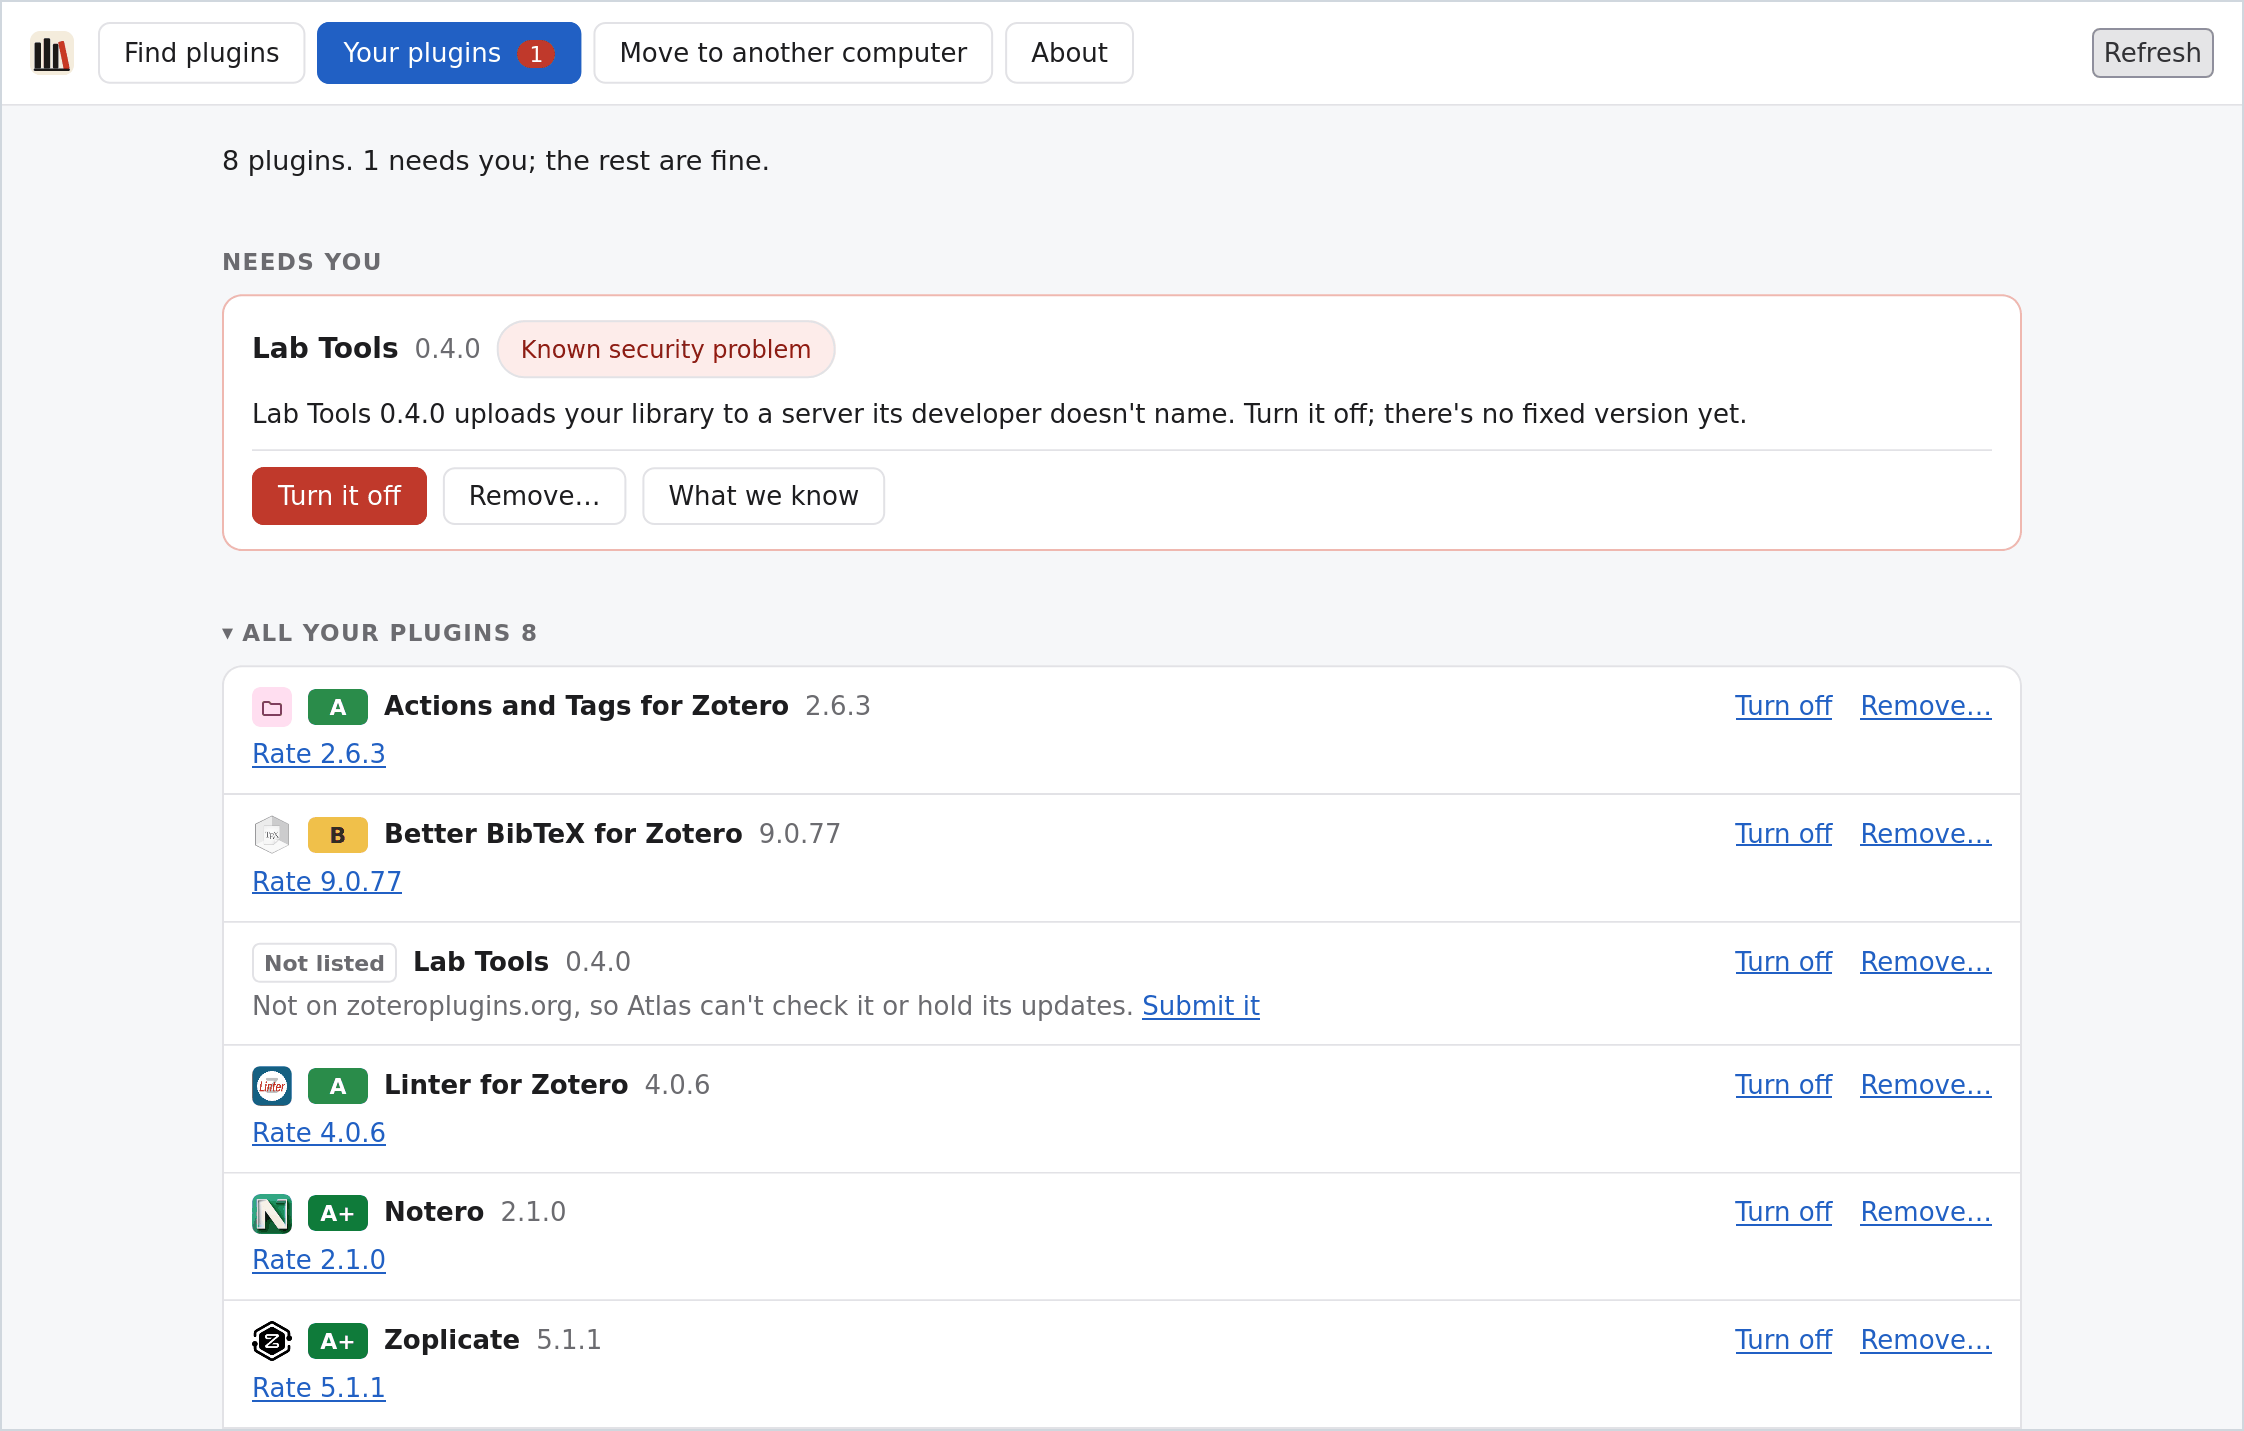 Find plugins
Your plugins 1
Move to another computer
About
Refresh
8 plugins. 1 needs you; the rest are fine.
NEEDS YOU
Lab Tools 0.4.0 Known security problem
Lab Tools 0.4.0 uploads your library to a server its developer doesn't name. Turn it off; there's no fixed version yet.
Turn it off
Remove...
What we know
▾ ALL YOUR PLUGINS 8
A Actions and Tags for Zotero 2.6.3 Turn off Remove...
Rate 2.6.3
B Better BibTeX for Zotero 9.0.77 Turn off Remove...
Rate 9.0.77
Not listed Lab Tools 0.4.0 Turn off Remove...
Not on zoteroplugins.org, so Atlas can't check it or hold its updates. Submit it
Linter A Linter for Zotero 4.0.6 Turn off Remove...
Rate 4.0.6
N A+ Notero 2.1.0 Turn off Remove...
Rate 2.1.0
Z A+ Zoplicate 5.1.1 Turn off Remove...
Rate 5.1.1